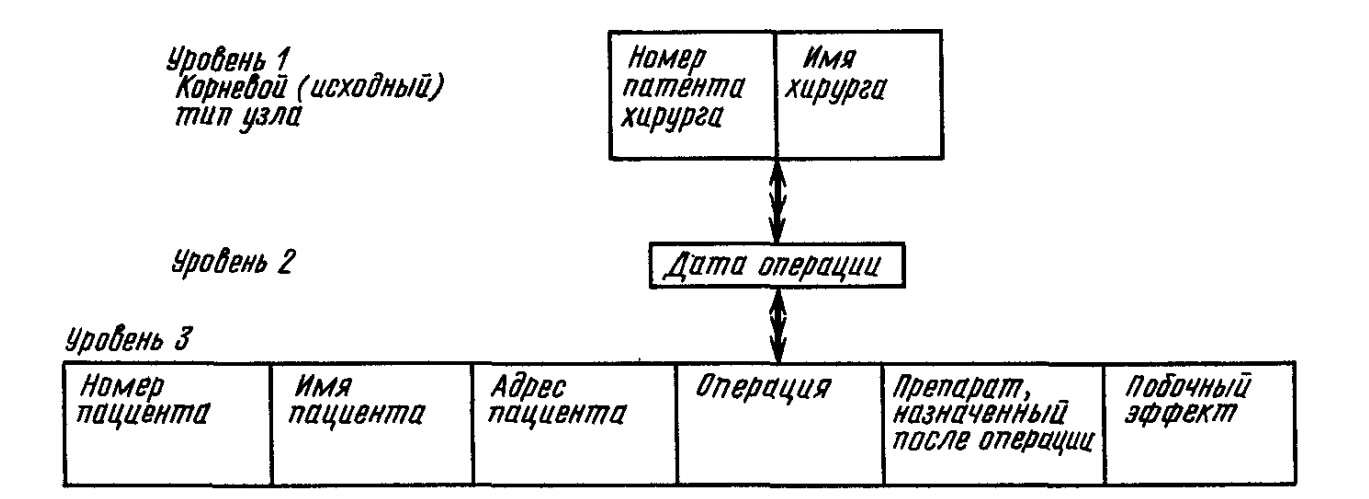 Уровень 1
Корневой (исходный)
тип узла
Номер
патента
хирурга
Имя
хирурга
Уровень 2
Дата операции
Уровень 3
Номер
пациента
Имя
пациента
Адрес
пациента
Операция
Препарат,
назначенный
после операции
Побочный
эффект